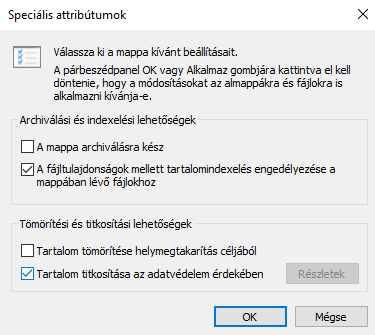 Speciális attribútumok
Válassza ki a mappa kívánt beállításait.
A párbeszédpanel OK vagy Alkalmaz gombjára kattintva el kell
döntenie, hogy a módosításokat az almappákra és fájlokra is
alkalmazni kívánja-e.
Archiválási és indexelési lehetőségek
A mappa archiválásra kész
A fájltulajdonságok mellett tartalomindexelés engedélyezése a
mappában lévő fájlokhoz
Tömörítési és titkosítási lehetőségek
Tartalom tömörítése helymegtakarítás céljából
Tartalom titkosítása az adatvédelem érdekében
Részletek
OK
Mégse